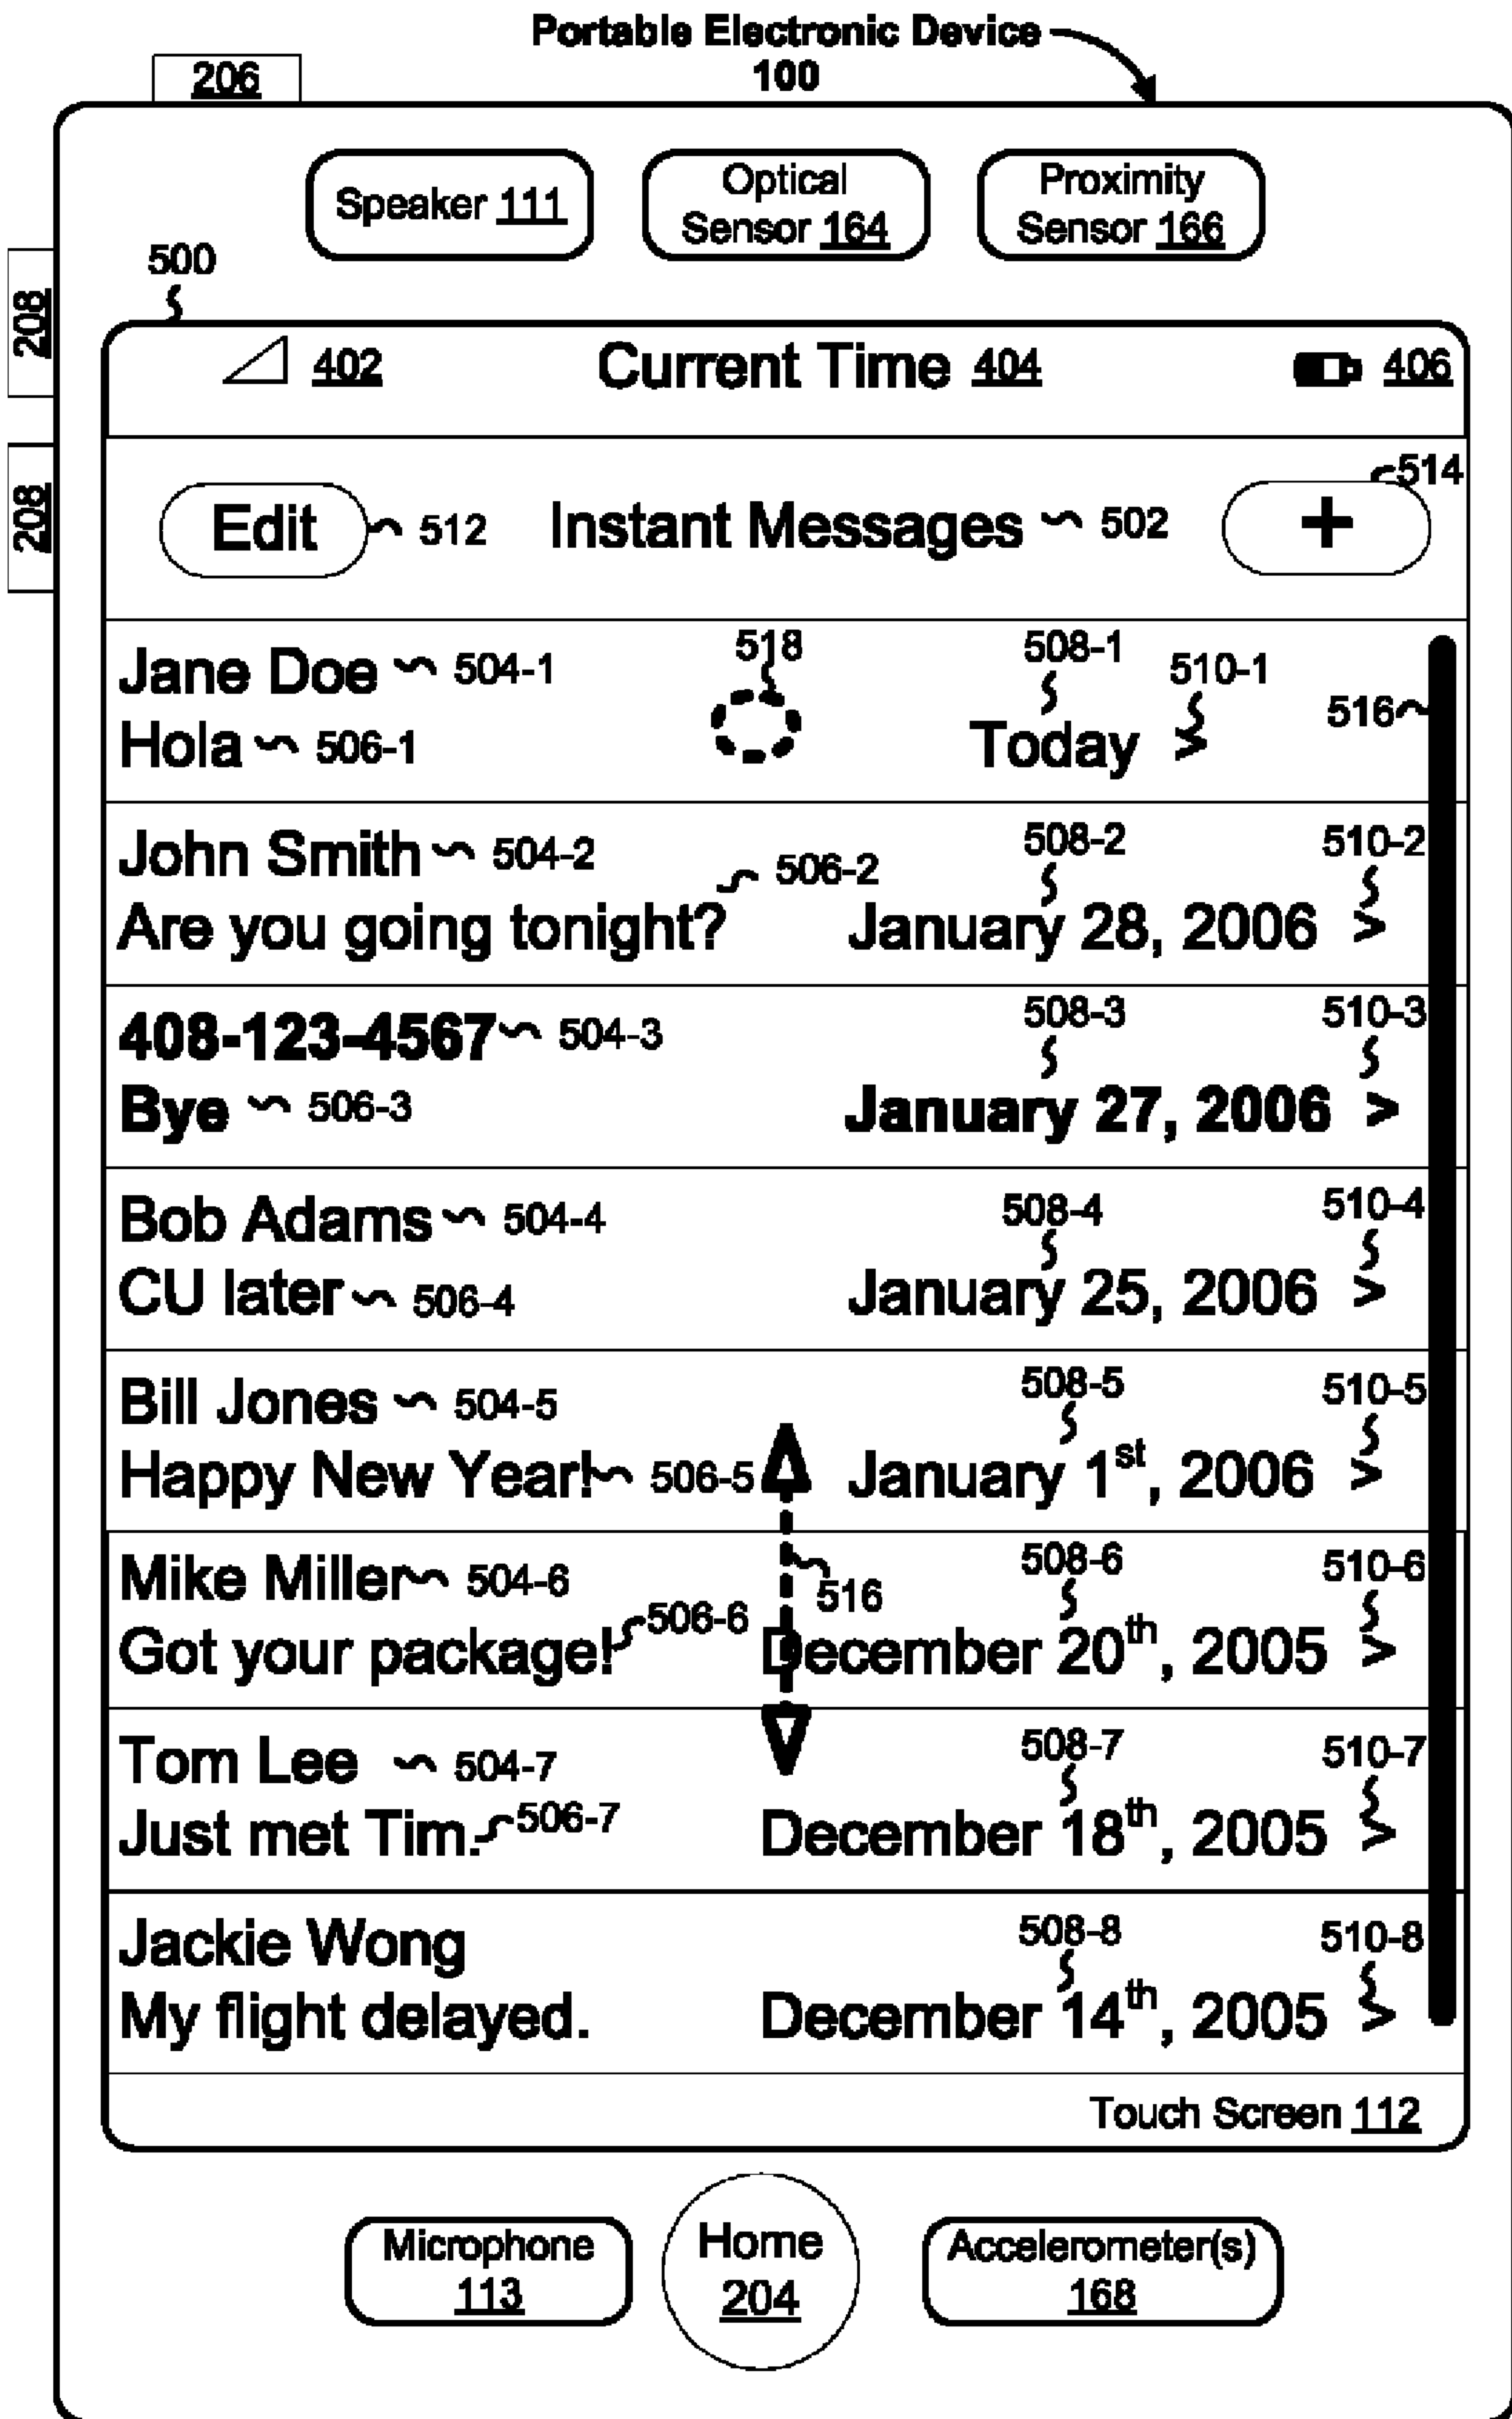 Portable Electronic Device
100
206
Speaker 111
Optical
Sensor 164
Proximity
Sensor 166
500
208
208
402 Current Time 404 406
514
Edit 512 Instant Messages 502 +
Jane Doe 504-1 518 508-1 510-1
516
Hola 506-1 Today >
John Smith 504-2 508-2 510-2
506-2
Are you going tonight? January 28, 2006 >
408-123-4567 504-3 508-3 510-3
Bye 506-3 January 27, 2006 >
Bob Adams 504-4 508-4 510-4
CU later 506-4 January 25, 2006 >
Bill Jones 504-5 508-5 510-5
Happy New Year! 506-5 January 1st, 2006 >
Mike Miller 504-6 516 508-6 510-6
Got your package! 506-6 December 20th, 2005 >
Tom Lee 504-7 508-7 510-7
Just met Tim. 506-7 December 18th, 2005 >
Jackie Wong 508-8 510-8
My flight delayed. December 14th, 2005 >
Touch Screen 112
Microphone
113
Home
204
Accelerometer(s)
168